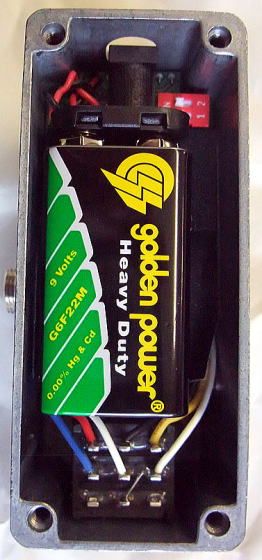 golden power®
Heavy Duty
9 Volts
G6F22M
0.00% Hg & Cd
1 2